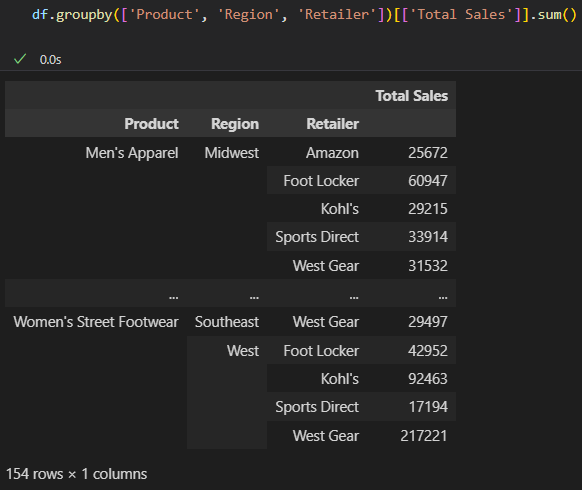 df.groupby(['Product', 'Region', 'Retailer'])[['Total Sales']].sum()
0.0s
Total Sales
Product Region Retailer
Men's Apparel Midwest Amazon 25672
Foot Locker 60947
Kohl's 29215
Sports Direct 33914
West Gear 31532
... ... ... ...
Women's Street Footwear Southeast West Gear 29497
West Foot Locker 42952
Kohl's 92463
Sports Direct 17194
West Gear 217221
154 rows × 1 columns